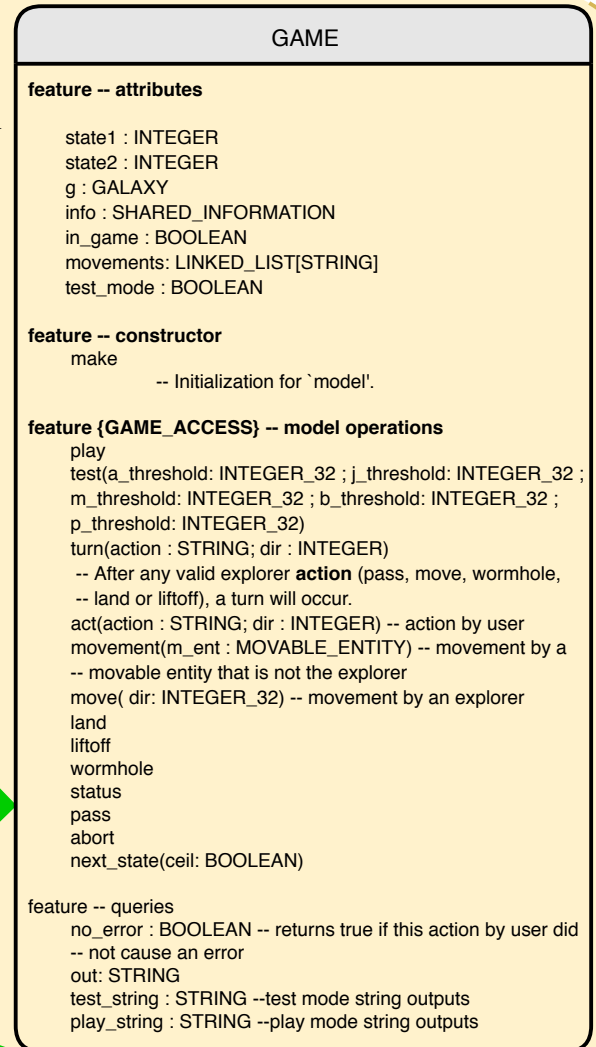 GAME
feature -- attributes
state1 : INTEGER
state2 : INTEGER
g : GALAXY
info : SHARED_INFORMATION
in_game : BOOLEAN
movements: LINKED_LIST[STRING]
test_mode : BOOLEAN
feature -- constructor
make
-- Initialization for `model'.
feature {GAME_ACCESS} -- model operations
play
test(a_threshold: INTEGER_32 ; j_threshold: INTEGER_32 ;
m_threshold: INTEGER_32 ; b_threshold: INTEGER_32 ;
p_threshold: INTEGER_32)
turn(action : STRING; dir : INTEGER)
-- After any valid explorer action (pass, move, wormhole,
-- land or liftoff), a turn will occur.
act(action : STRING; dir : INTEGER) -- action by user
movement(m_ent : MOVABLE_ENTITY) -- movement by a
-- movable entity that is not the explorer
move( dir: INTEGER_32) -- movement by an explorer
land
liftoff
wormhole
status
pass
abort
next_state(ceil: BOOLEAN)
feature -- queries
no_error : BOOLEAN -- returns true if this action by user did
-- not cause an error
out: STRING
test_string : STRING --test mode string outputs
play_string : STRING --play mode string outputs